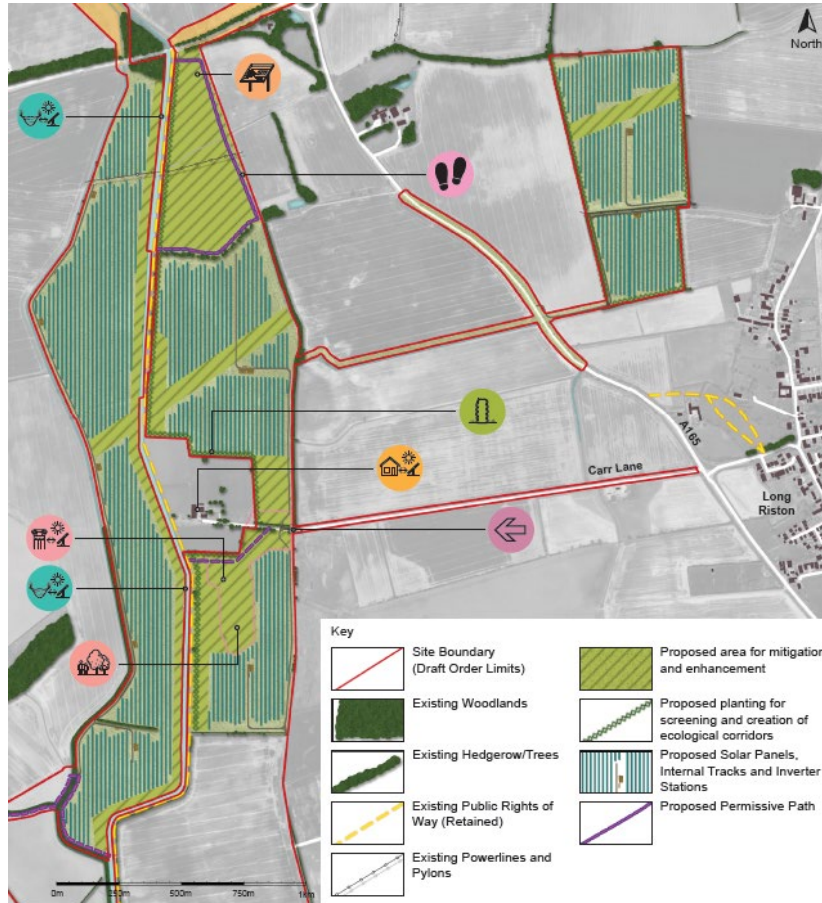 North
A165
Carr Lane
Long
Riston
Key
Site Boundary
(Draft Order Limits)
Existing Woodlands
Existing Hedgerow/Trees
Existing Public Rights of
Way (Retained)
Existing Powerlines and
Pylons
Proposed area for mitigation
and enhancement
Proposed planting for
screening and creation of
ecological corridors
Proposed Solar Panels,
Internal Tracks and Inverter
Stations
Proposed Permissive Path
0m 250m 500m 750m 1km